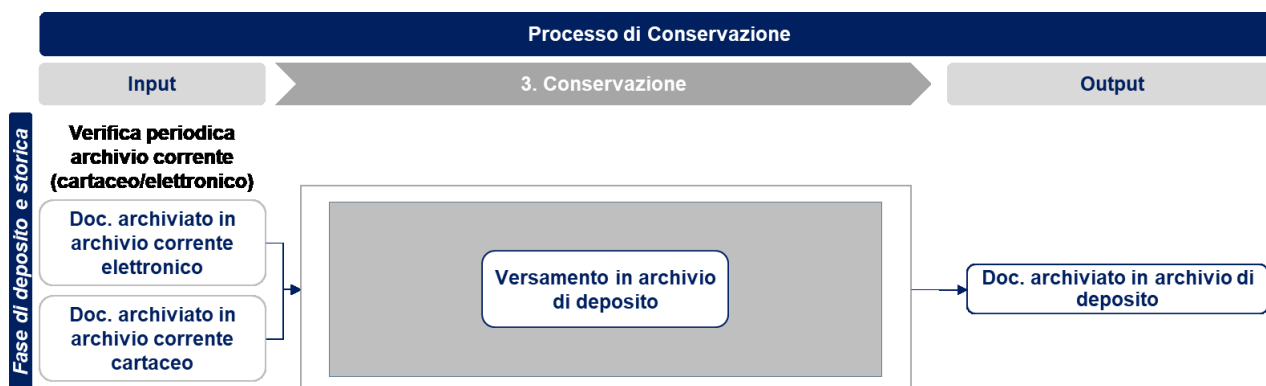 Processo di Conservazione
Input
3. Conservazione
Output
Fase di deposito e storica
Verifica periodica
archivio corrente
(cartaceo/elettronico)
Doc. archiviato in
archivio corrente
elettronico
Doc. archiviato in
archivio corrente
cartaceo
Versamento in archivio
di deposito
Doc. archiviato in archivio di
deposito